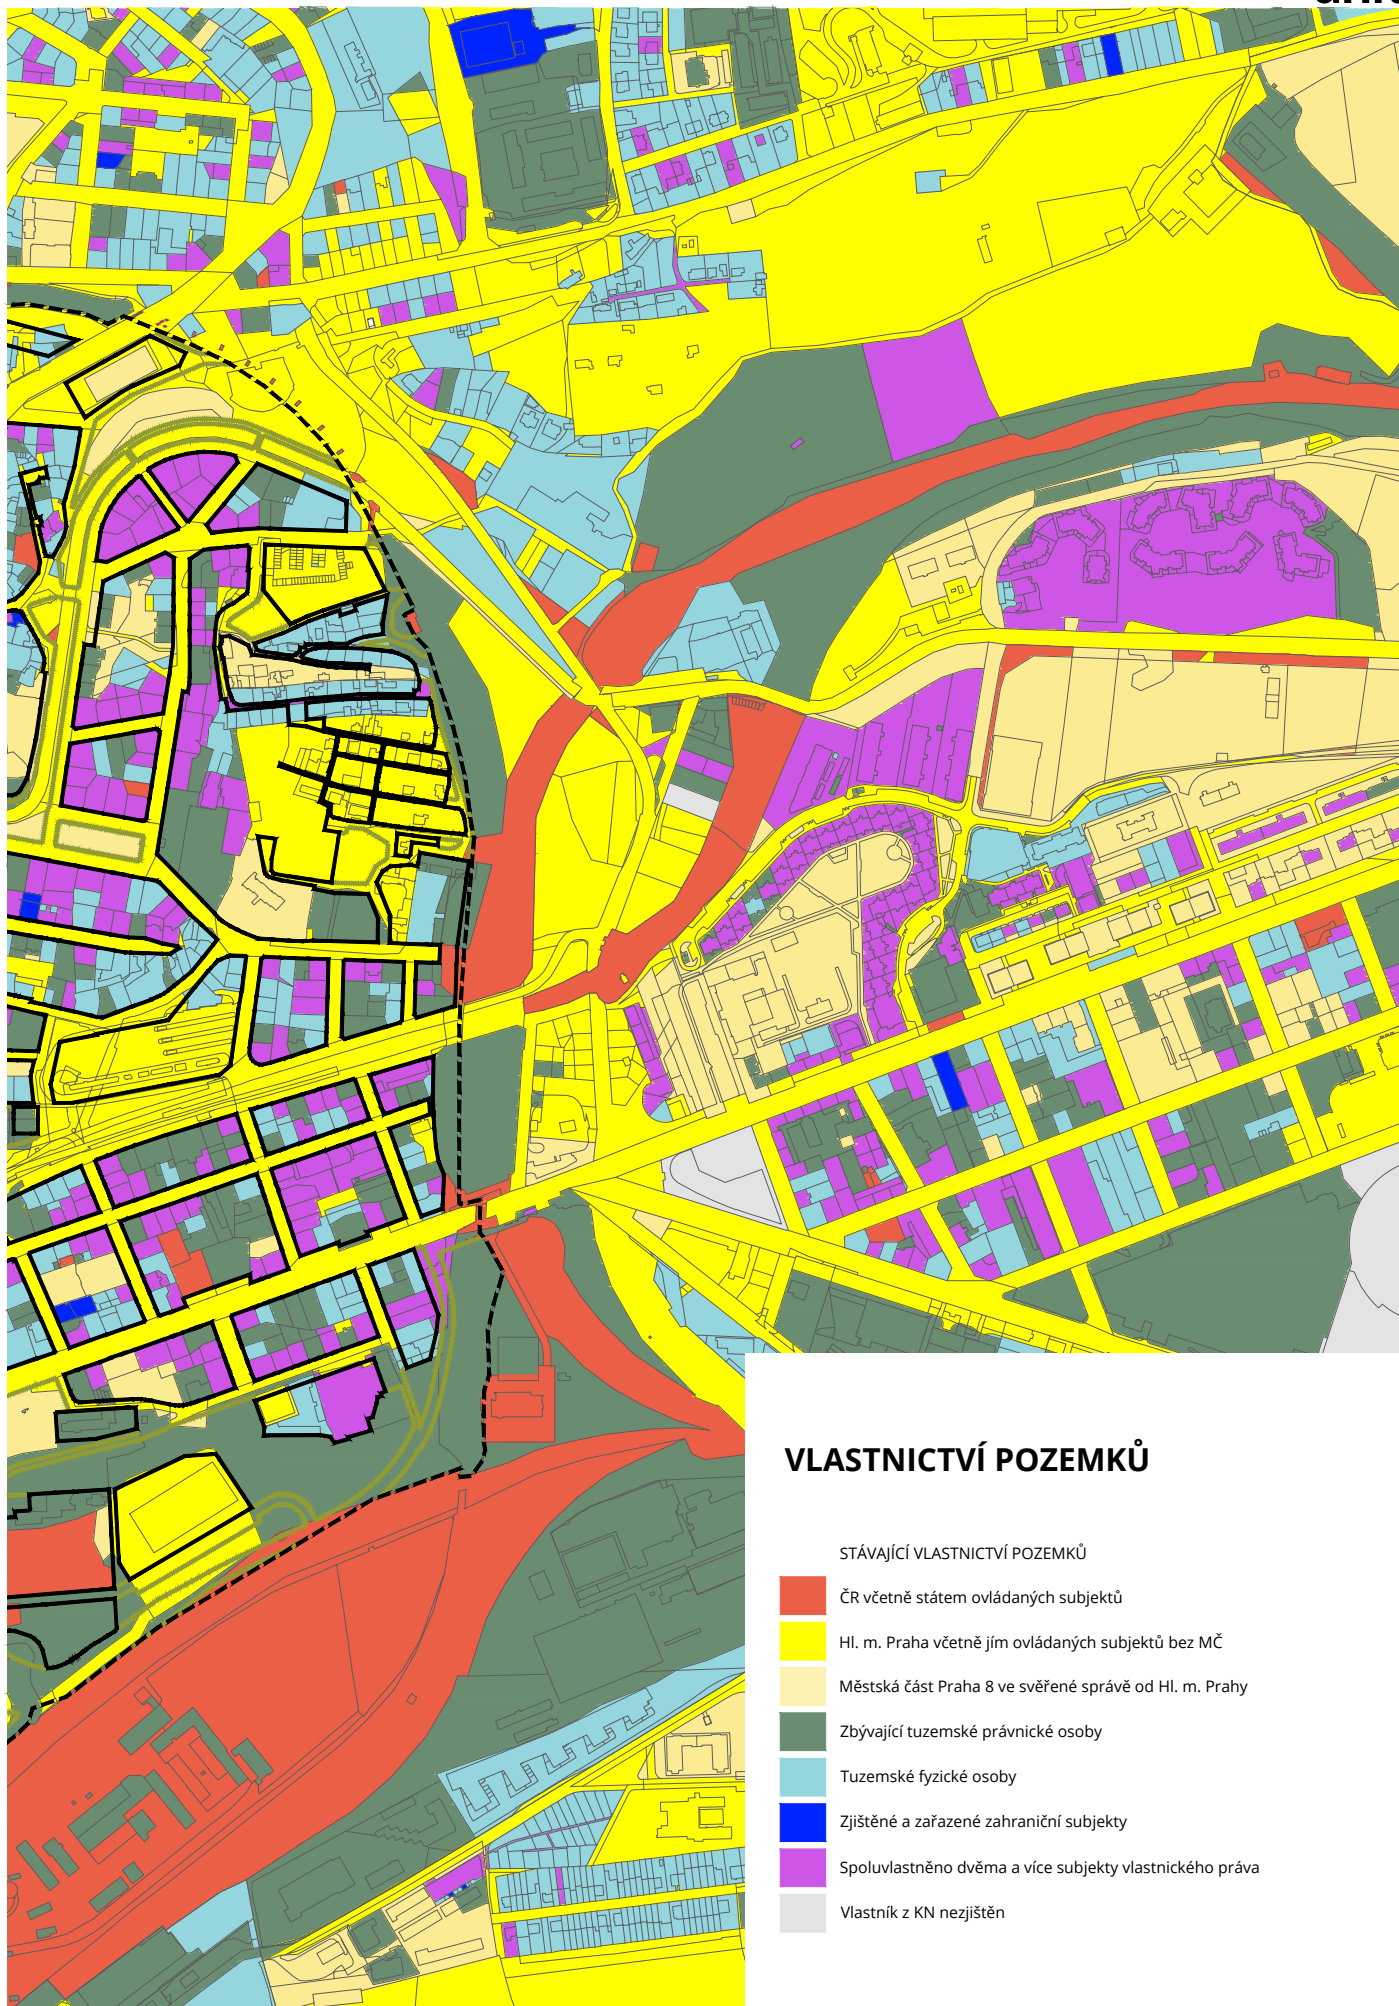 VLASTNICTVÍ POZEMKŮ
STÁVAJÍCÍ VLASTNICTVÍ POZEMKŮ
ČR včetně státem ovládaných subjektů
Hl. m. Praha včetně jím ovládaných subjektů bez MČ
Městská část Praha 8 ve svěřené správě od Hl. m. Prahy
Zbývající tuzemské právnické osoby
Tuzemské fyzické osoby
Zjištěné a zařazené zahraniční subjekty
Spoluvlastněno dvěma a více subjekty vlastnického práva
Vlastník z KN nezjištěn